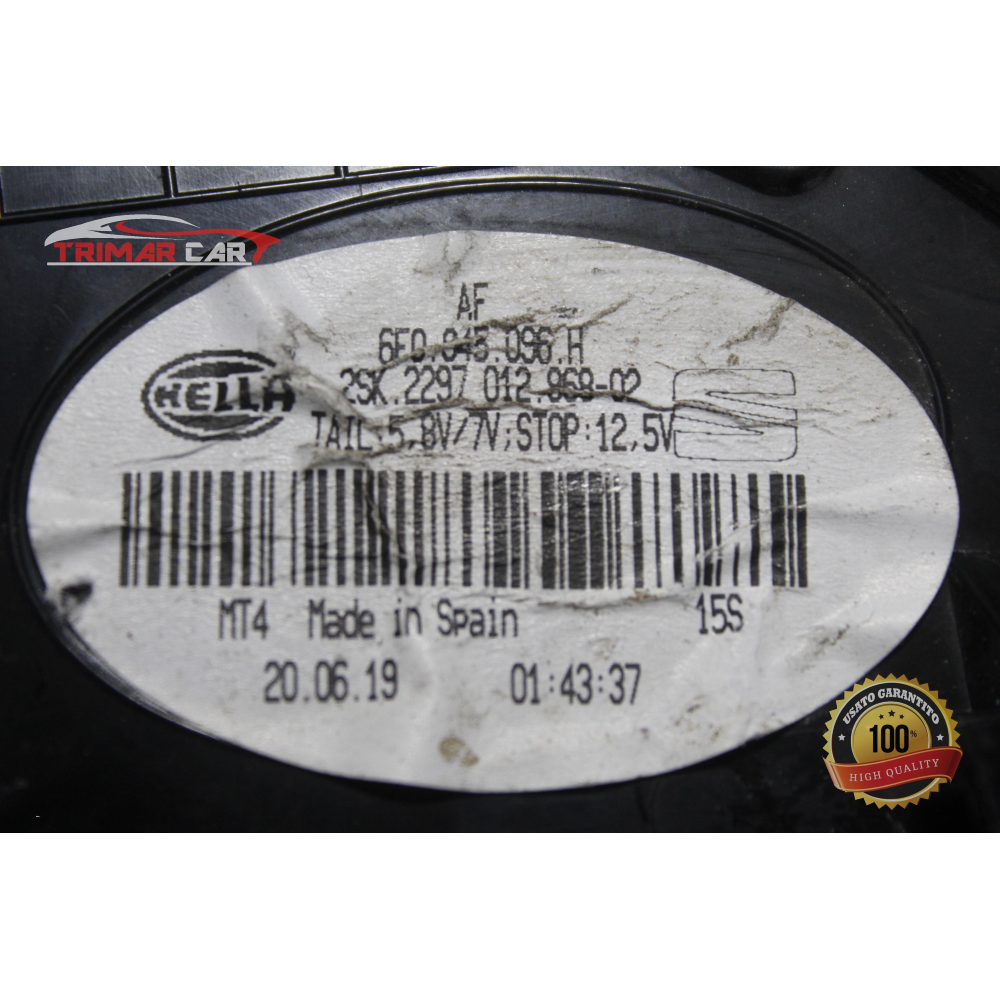 TRIMAR CAR
AF
6F0.945.096.H
HELLA
2SK.2297 012.969-02
TAIL:5,8V/7V;STOP:12,5V
MT4 Made in Spain 15S
20.06.19 01:43:37
USATO GARANTITO
100%
HIGH QUALITY